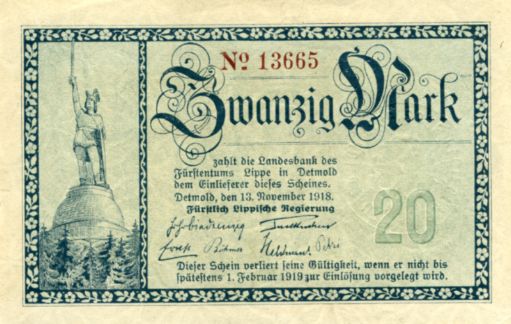 No 13665
Zwanzig Mark
zahlt die Landesbank des
Fürstentums Lippe in Detmold
dem Einlieferer dieses Scheines.
Detmold, den 13. November 1918.
Fürstlich Lippische Regierung
20
Dieser Schein verliert seine Gültigkeit, wenn er nicht bis
spätestens 1. Februar 1919 zur Einlösung vorgelegt wird.